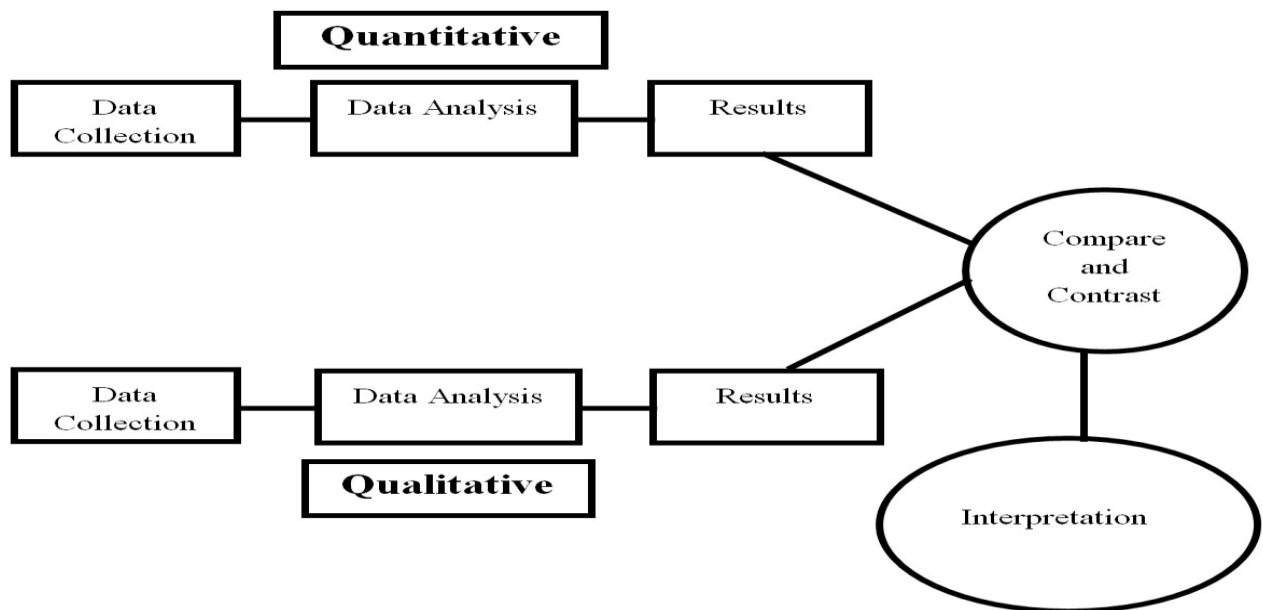 Quantitative
Data
Collection
Data Analysis
Results
Compare
and
Contrast
Data
Collection
Data Analysis
Results
Qualitative
Interpretation